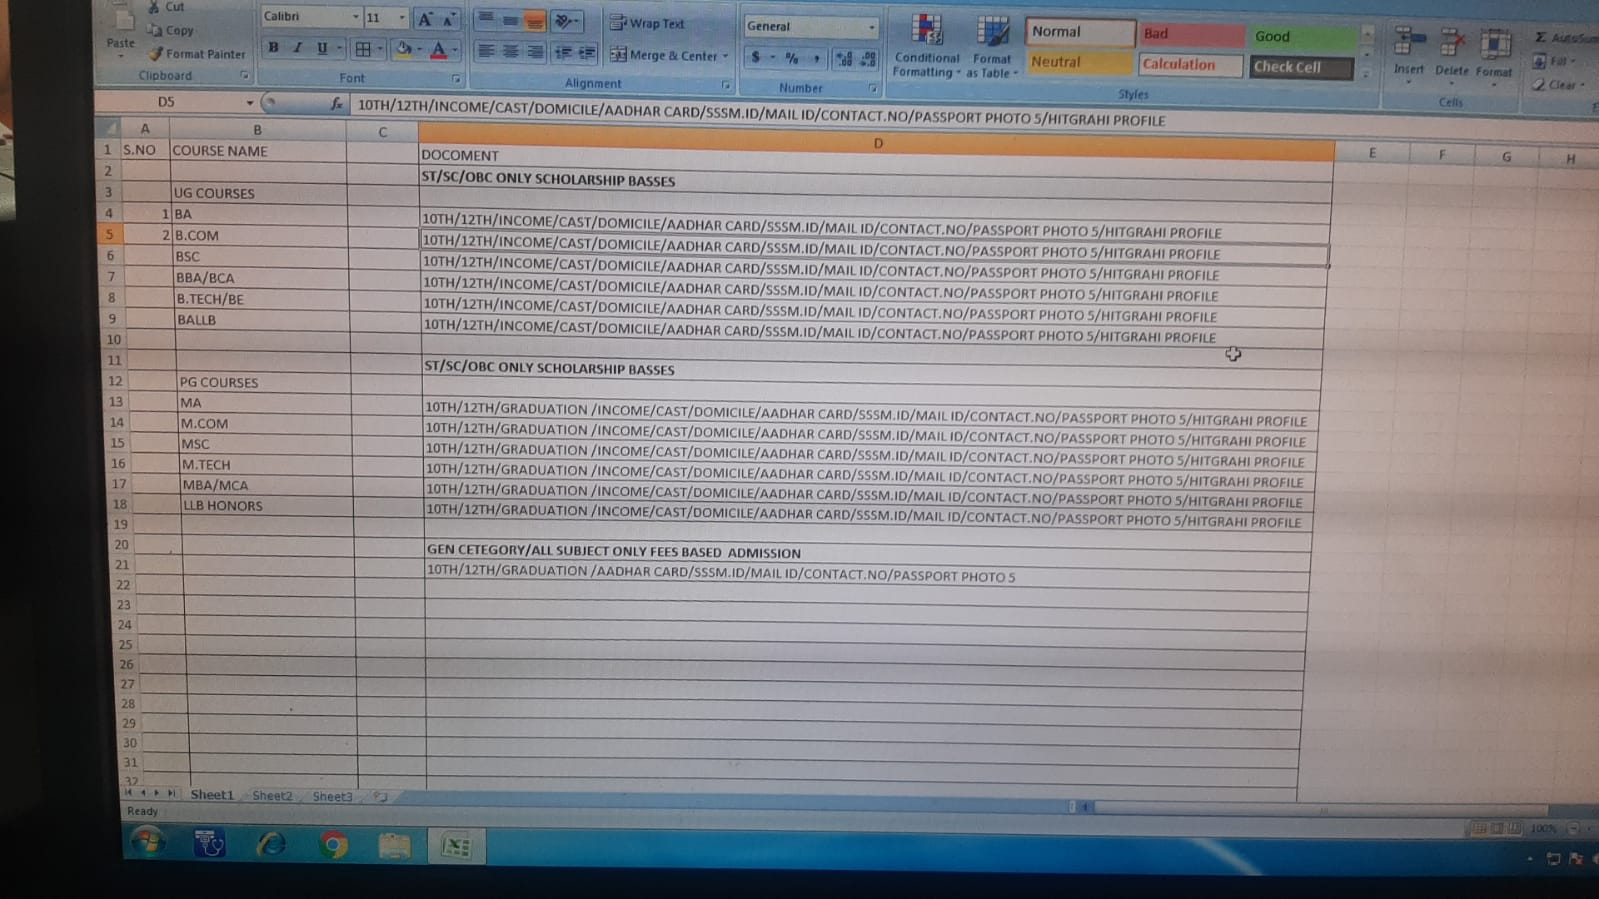 Cut
Copy
Format Painter
Paste
Clipboard
Calibri 11
B I U
Font
Wrap Text
Merge & Center
Alignment
General
$ % ,
Number
Conditional Formatting
Format as Table
Normal Bad Good
Neutral Calculation Check Cell
Styles
Insert Delete Format
Cells
Σ AutoSum
Fill
Clear
D5 fx 10TH/12TH/INCOME/CAST/DOMICILE/AADHAR CARD/SSSM.ID/MAIL ID/CONTACT.NO/PASSPORT PHOTO 5/HITGRAHI PROFILE
A B C D E F G H
1 S.NO COURSE NAME DOCOMENT
2 ST/SC/OBC ONLY SCHOLARSHIP BASSES
3 UG COURSES
4 1 BA 10TH/12TH/INCOME/CAST/DOMICILE/AADHAR CARD/SSSM.ID/MAIL ID/CONTACT.NO/PASSPORT PHOTO 5/HITGRAHI PROFILE
5 2 B.COM 10TH/12TH/INCOME/CAST/DOMICILE/AADHAR CARD/SSSM.ID/MAIL ID/CONTACT.NO/PASSPORT PHOTO 5/HITGRAHI PROFILE
6 BSC 10TH/12TH/INCOME/CAST/DOMICILE/AADHAR CARD/SSSM.ID/MAIL ID/CONTACT.NO/PASSPORT PHOTO 5/HITGRAHI PROFILE
7 BBA/BCA 10TH/12TH/INCOME/CAST/DOMICILE/AADHAR CARD/SSSM.ID/MAIL ID/CONTACT.NO/PASSPORT PHOTO 5/HITGRAHI PROFILE
8 B.TECH/BE 10TH/12TH/INCOME/CAST/DOMICILE/AADHAR CARD/SSSM.ID/MAIL ID/CONTACT.NO/PASSPORT PHOTO 5/HITGRAHI PROFILE
9 BALLB 10TH/12TH/INCOME/CAST/DOMICILE/AADHAR CARD/SSSM.ID/MAIL ID/CONTACT.NO/PASSPORT PHOTO 5/HITGRAHI PROFILE
10
11 ST/SC/OBC ONLY SCHOLARSHIP BASSES
12 PG COURSES
13 MA 10TH/12TH/GRADUATION /INCOME/CAST/DOMICILE/AADHAR CARD/SSSM.ID/MAIL ID/CONTACT.NO/PASSPORT PHOTO 5/HITGRAHI PROFILE
14 M.COM 10TH/12TH/GRADUATION /INCOME/CAST/DOMICILE/AADHAR CARD/SSSM.ID/MAIL ID/CONTACT.NO/PASSPORT PHOTO 5/HITGRAHI PROFILE
15 MSC 10TH/12TH/GRADUATION /INCOME/CAST/DOMICILE/AADHAR CARD/SSSM.ID/MAIL ID/CONTACT.NO/PASSPORT PHOTO 5/HITGRAHI PROFILE
16 M.TECH 10TH/12TH/GRADUATION /INCOME/CAST/DOMICILE/AADHAR CARD/SSSM.ID/MAIL ID/CONTACT.NO/PASSPORT PHOTO 5/HITGRAHI PROFILE
17 MBA/MCA 10TH/12TH/GRADUATION /INCOME/CAST/DOMICILE/AADHAR CARD/SSSM.ID/MAIL ID/CONTACT.NO/PASSPORT PHOTO 5/HITGRAHI PROFILE
18 LLB HONORS 10TH/12TH/GRADUATION /INCOME/CAST/DOMICILE/AADHAR CARD/SSSM.ID/MAIL ID/CONTACT.NO/PASSPORT PHOTO 5/HITGRAHI PROFILE
19
20 GEN CETEGORY/ALL SUBJECT ONLY FEES BASED ADMISSION
21 10TH/12TH/GRADUATION /AADHAR CARD/SSSM.ID/MAIL ID/CONTACT.NO/PASSPORT PHOTO 5
22
23
24
25
26
27
28
29
30
31
32
Sheet1 Sheet2 Sheet3
Ready
100%